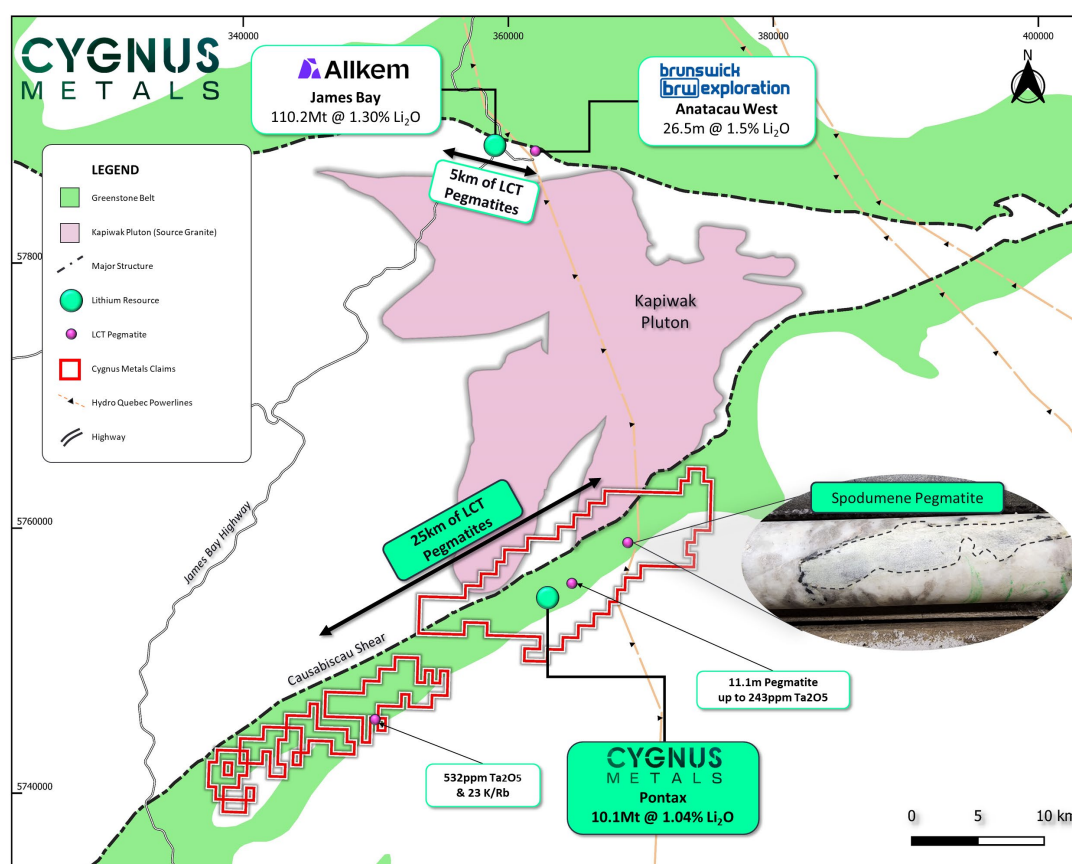 340000
360000
380000
400000
CYGNUS
METALS
Allkem
James Bay
110.2Mt @ 1.30% Li₂O
brunswick
brw exploration
Anatacau West
26.5m @ 1.5% Li₂O
N
LEGEND
Greenstone Belt
Kapiwak Pluton (Source Granite)
Major Structure
Lithium Resource
LCT Pegmatite
Cygnus Metals Claims
Hydro Quebec Powerlines
Highway
5km of LCT
Pegmatites
57800
Kapiwak
Pluton
25km of LCT
Pegmatites
Spodumene Pegmatite
5760000
James Bay Highway
Causabiscau Shear
11.1m Pegmatite
up to 243ppm Ta2O5
532ppm Ta2O5
& 23 K/Rb
CYGNUS
METALS
Pontax
10.1Mt @ 1.04% Li₂O
5740000
0 5 10 km